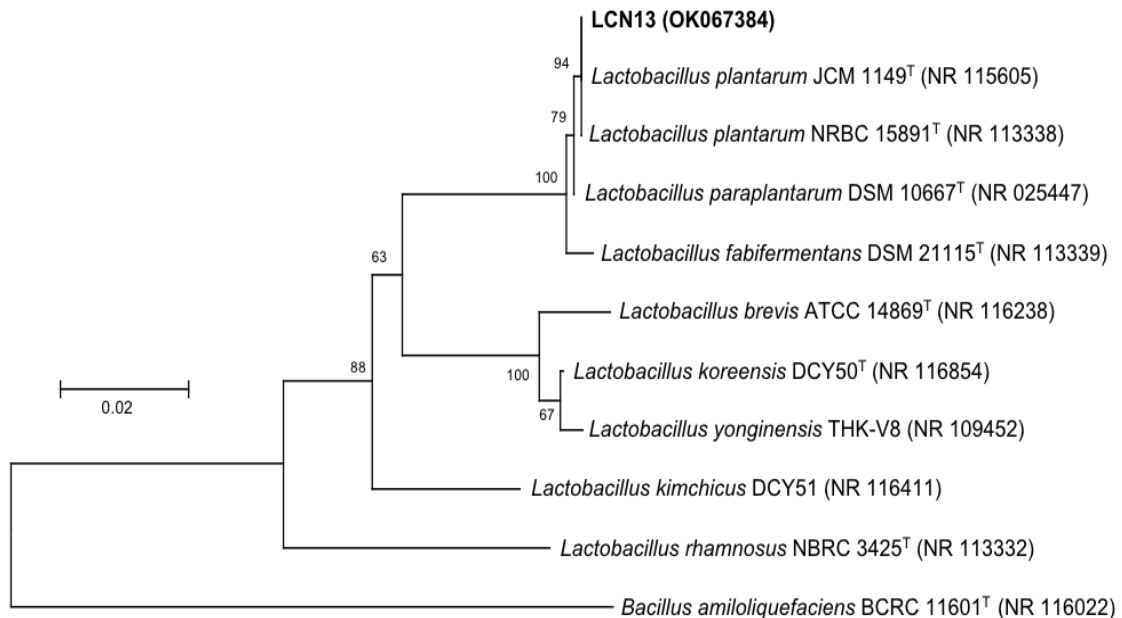 LCN13 (OK067384)
94
Lactobacillus plantarum JCM 1149ᵀ (NR 115605)
79
Lactobacillus plantarum NRBC 15891ᵀ (NR 113338)
100
Lactobacillus paraplantarum DSM 10667ᵀ (NR 025447)
63
Lactobacillus fabifermentans DSM 21115ᵀ (NR 113339)
Lactobacillus brevis ATCC 14869ᵀ (NR 116238)
88
100
Lactobacillus koreensis DCY50ᵀ (NR 116854)
0.02
67
Lactobacillus yonginensis THK-V8 (NR 109452)
Lactobacillus kimchicus DCY51 (NR 116411)
Lactobacillus rhamnosus NBRC 3425ᵀ (NR 113332)
Bacillus amiloliquefaciens BCRC 11601ᵀ (NR 116022)